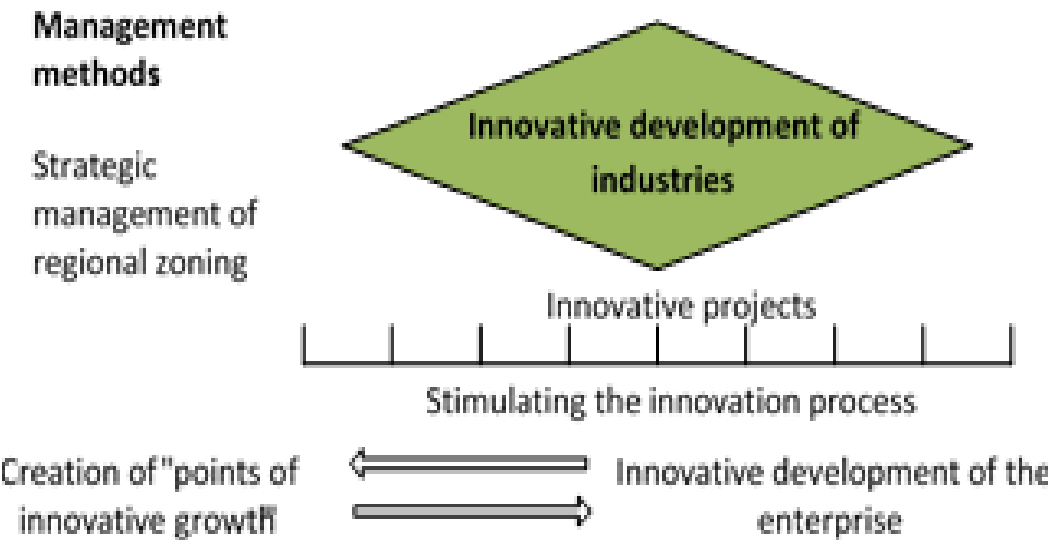 Management
methods
Innovative development of
industries
Strategic
management of
regional zoning
Innovative projects
Stimulating the innovation process
Creation of "points of
innovative growth"
Innovative development of the
enterprise